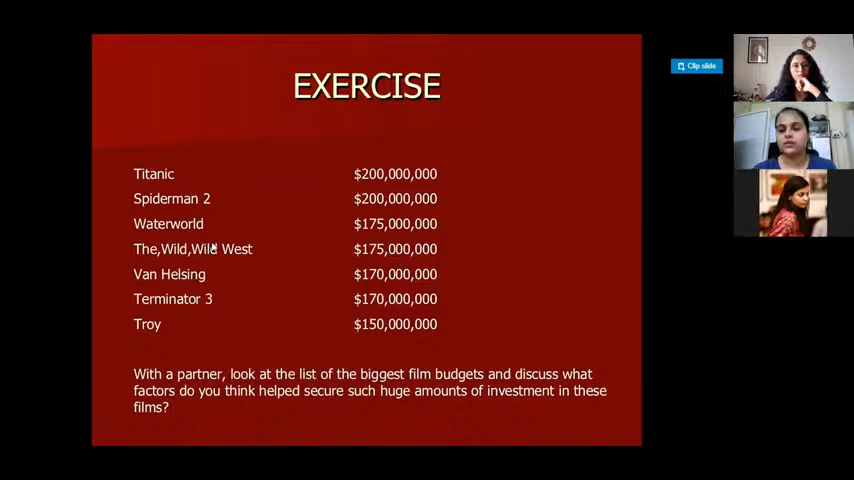 EXERCISE
Clip slide
Titanic $200,000,000
Spiderman 2 $200,000,000
Waterworld $175,000,000
The,Wild,Wild West $175,000,000
Van Helsing $170,000,000
Terminator 3 $170,000,000
Troy $150,000,000
With a partner, look at the list of the biggest film budgets and discuss what
factors do you think helped secure such huge amounts of investment in these
films?